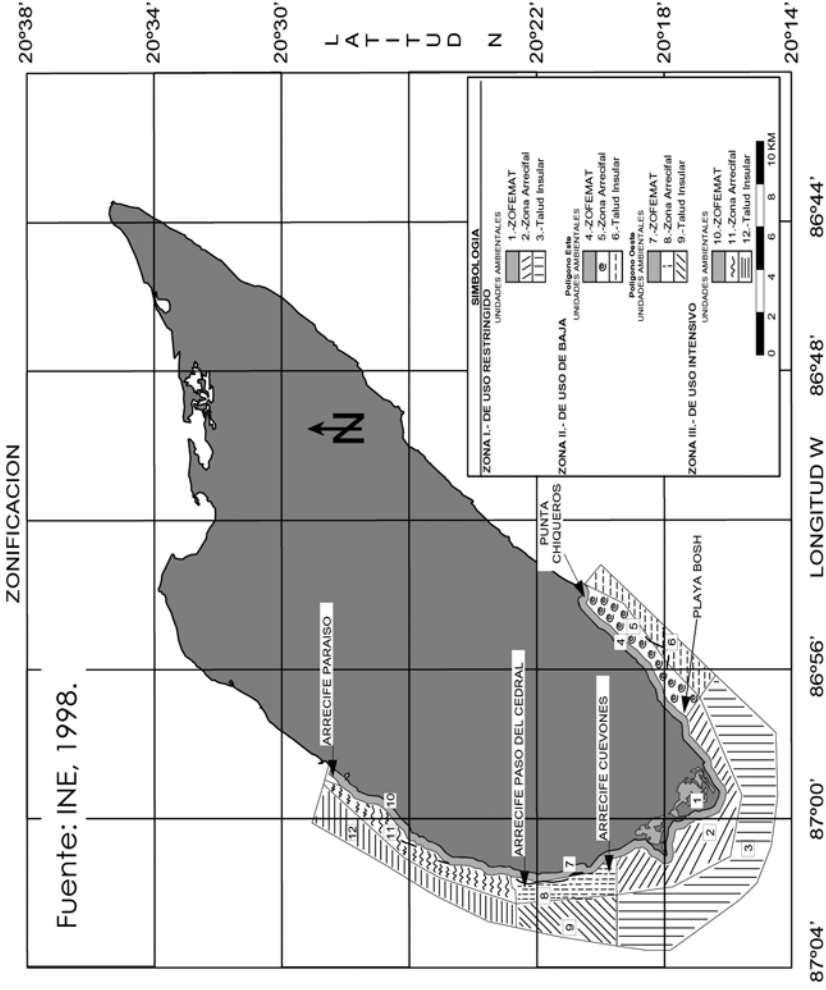 ZONIFICACION
Fuente: INE, 1998.
20°38'
20°34'
20°30'
LATITUD N
20°22'
20°18'
20°14'
ARRECIFE PARAISO
ARRECIFE PASO DEL CEDRAL
ARRECIFE CUEVONES
PUNTA
CHIQUEROS
PLAYA BOSH
N
1
2
3
4
5
6
7
8
9
10
11
12
SIMBOLOGIA
ZONA I.- DE USO RESTRINGIDO
UNIDADES AMBIENTALES
1.-ZOFEMAT
2.-Zona Arrecifal
3.-Talud Insular
ZONA II.- DE USO DE BAJA
Poligono Este
UNIDADES AMBIENTALES
4.-ZOFEMAT
5.-Zona Arrecifal
6.-Talud Insular
Poligono Oeste
UNIDADES AMBIENTALES
7.-ZOFEMAT
8.-Zona Arrecifal
9.-Talud Insular
ZONA III.- DE USO INTENSIVO
UNIDADES AMBIENTALES
10.-ZOFEMAT
11.-Zona Arrecifal
12.-Talud Insular
0 2 4 6 8 10 KM
87°04'
87°00'
86°56'
LONGITUD W
86°48'
86°44'